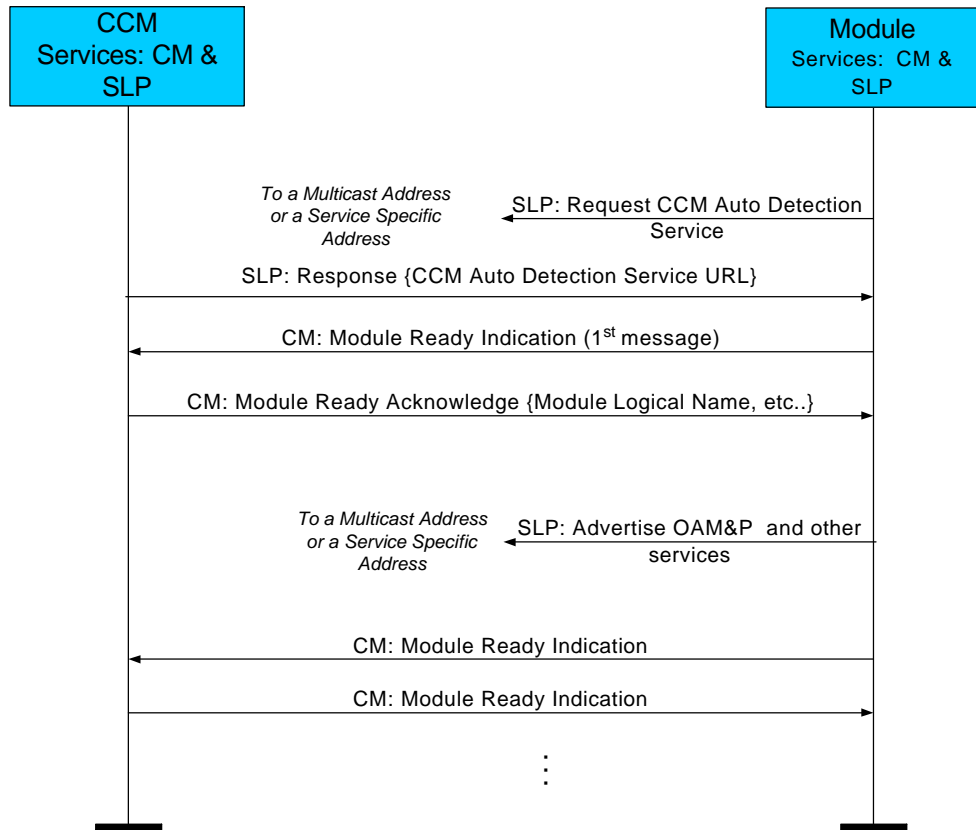 CCM
Services: CM &
SLP
Module
Services: CM &
SLP
To a Multicast Address
or a Service Specific
Address
SLP: Request CCM Auto Detection
Service
SLP: Response {CCM Auto Detection Service URL}
CM: Module Ready Indication (1st message)
CM: Module Ready Acknowledge {Module Logical Name, etc..}
To a Multicast Address
or a Service Specific
Address
SLP: Advertise OAM&P and other
services
CM: Module Ready Indication
CM: Module Ready Indication